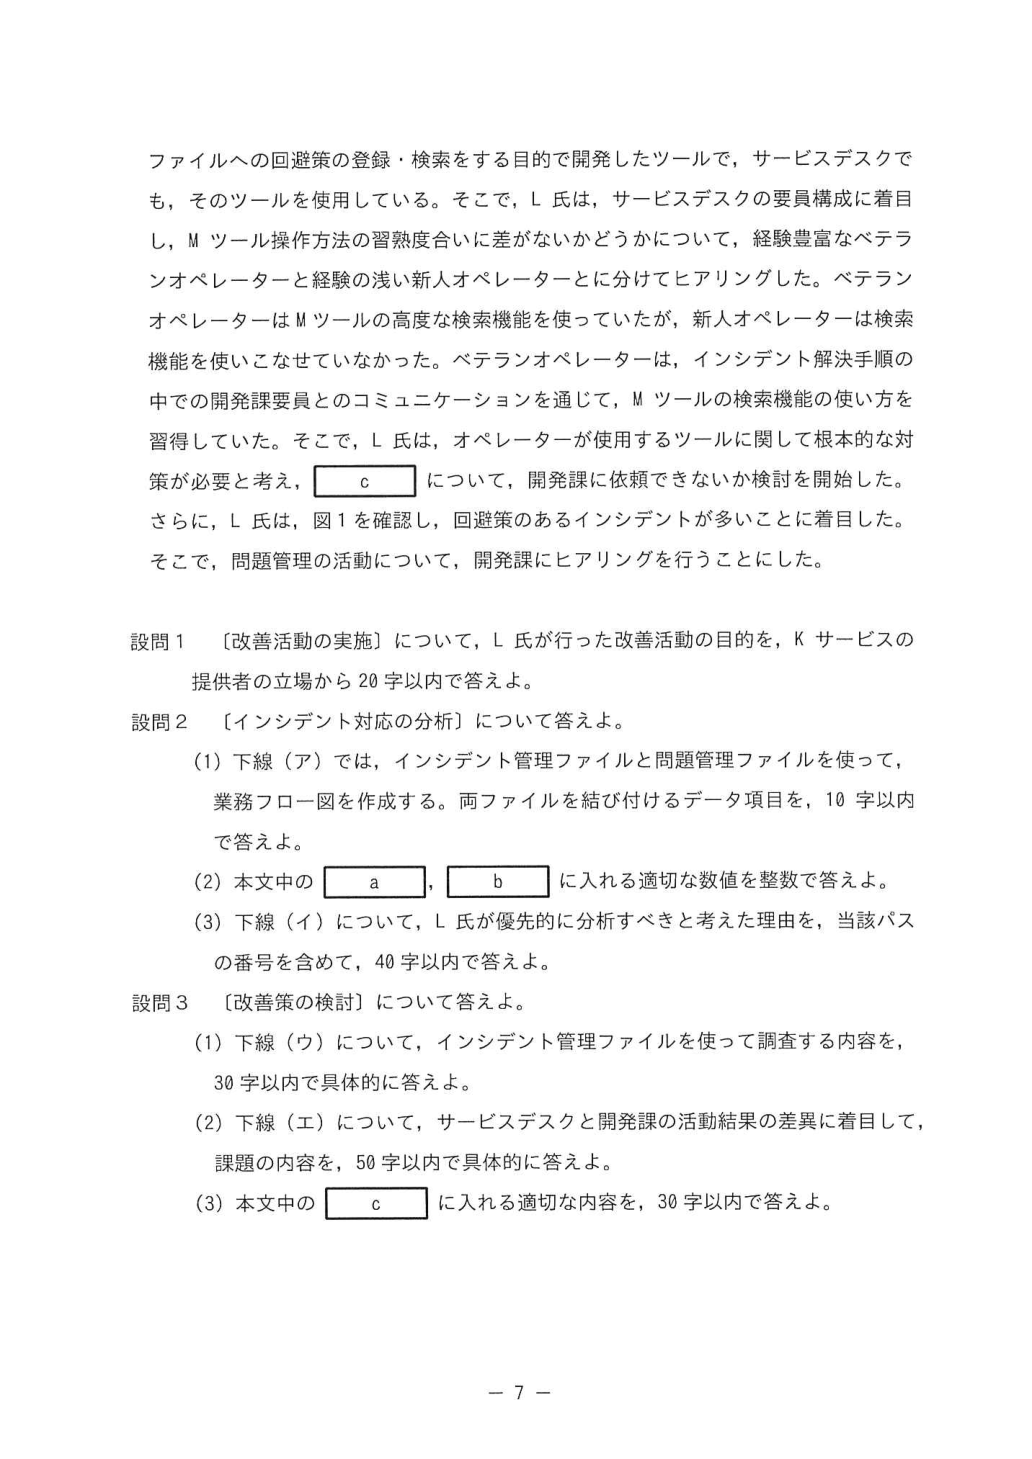 ファイルへの回避策の登録・検索をする目的で開発したツールで，サービスデスクで
も，そのツールを使用している。そこで，L 氏は，サービスデスクの要員構成に着目
し，M ツール操作方法の習熟度合いに差がないかどうかについて，経験豊富なベテラ
ンオペレーターと経験の浅い新人オペレーターとに分けてヒアリングした。ベテラン
オペレーターは M ツールの高度な検索機能を使っていたが，新人オペレーターは検索
機能を使いこなせていなかった。ベテランオペレーターは，インシデント解決手順の
中での開発課要員とのコミュニケーションを通じて，M ツールの検索機能の使い方を
習得していた。そこで，L 氏は，オペレーターが使用するツールに関して根本的な対
策が必要と考え， c について，開発課に依頼できないか検討を開始した。
さらに，L 氏は，図 1 を確認し，回避策のあるインシデントが多いことに着目した。
そこで，問題管理の活動について，開発課にヒアリングを行うことにした。
設問 1 〔改善活動の実施〕について，L 氏が行った改善活動の目的を，K サービスの
提供者の立場から 20 字以内で答えよ。
設問 2 〔インシデント対応の分析〕について答えよ。
(1) 下線（ア）では，インシデント管理ファイルと問題管理ファイルを使って，
業務フロー図を作成する。両ファイルを結び付けるデータ項目を，10 字以内
で答えよ。
(2) 本文中の a ， b に入れる適切な数値を整数で答えよ。
(3) 下線（イ）について，L 氏が優先的に分析すべきと考えた理由を，当該パス
の番号を含めて，40 字以内で答えよ。
設問 3 〔改善策の検討〕について答えよ。
(1) 下線（ウ）について，インシデント管理ファイルを使って調査する内容を，
30 字以内で具体的に答えよ。
(2) 下線（エ）について，サービスデスクと開発課の活動結果の差異に着目して，
課題の内容を，50 字以内で具体的に答えよ。
(3) 本文中の c に入れる適切な内容を，30 字以内で答えよ。
－ 7 －